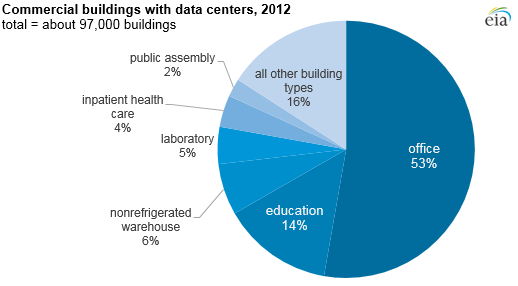 Commercial buildings with data centers, 2012
total = about 97,000 buildings
eia
public assembly
2%
all other building
types
16%
inpatient health
care
4%
laboratory
5%
office
53%
nonrefrigerated
warehouse
6%
education
14%